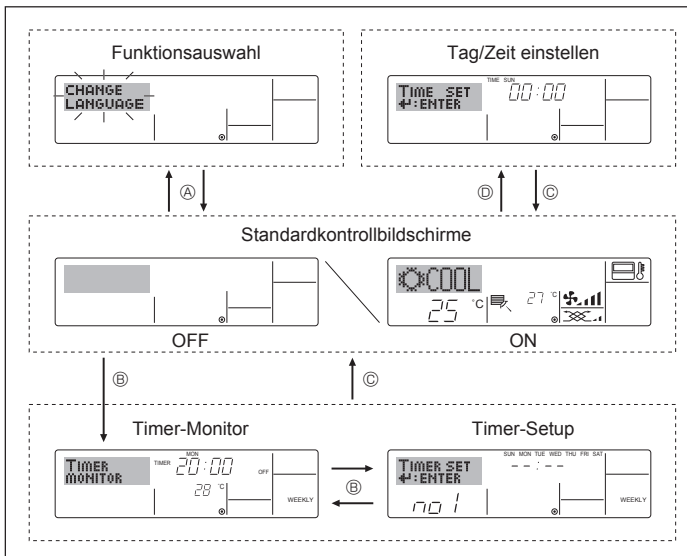 Funktionsauswahl
CHANGE
LANGUAGE
Tag/Zeit einstellen
TIME SUN
TIME SET
↵:ENTER
00:00
Ⓐ
Ⓓ
Ⓒ
Standardkontrollbildschirme
OFF
COOL
25 °C
27 °C
ON
Ⓑ
Ⓒ
Timer-Monitor
TIMER
MONITOR
MON
TIMER 20:00 OFF
28 °C
WEEKLY
Ⓑ
Timer-Setup
TIMER SET
↵:ENTER
SUN MON TUE WED THU FRI SAT
--:--
no 1
WEEKLY